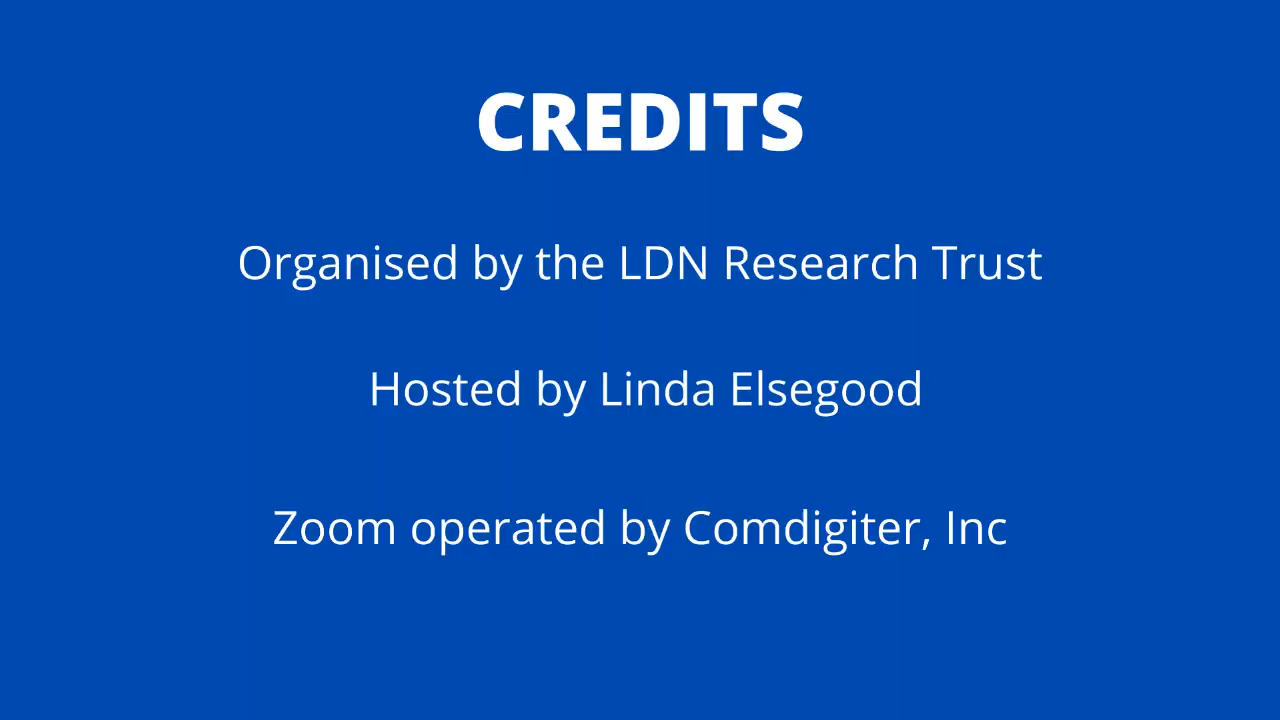 CREDITS
Organised by the LDN Research Trust
Hosted by Linda Elsegood
Zoom operated by Comdigiter, Inc